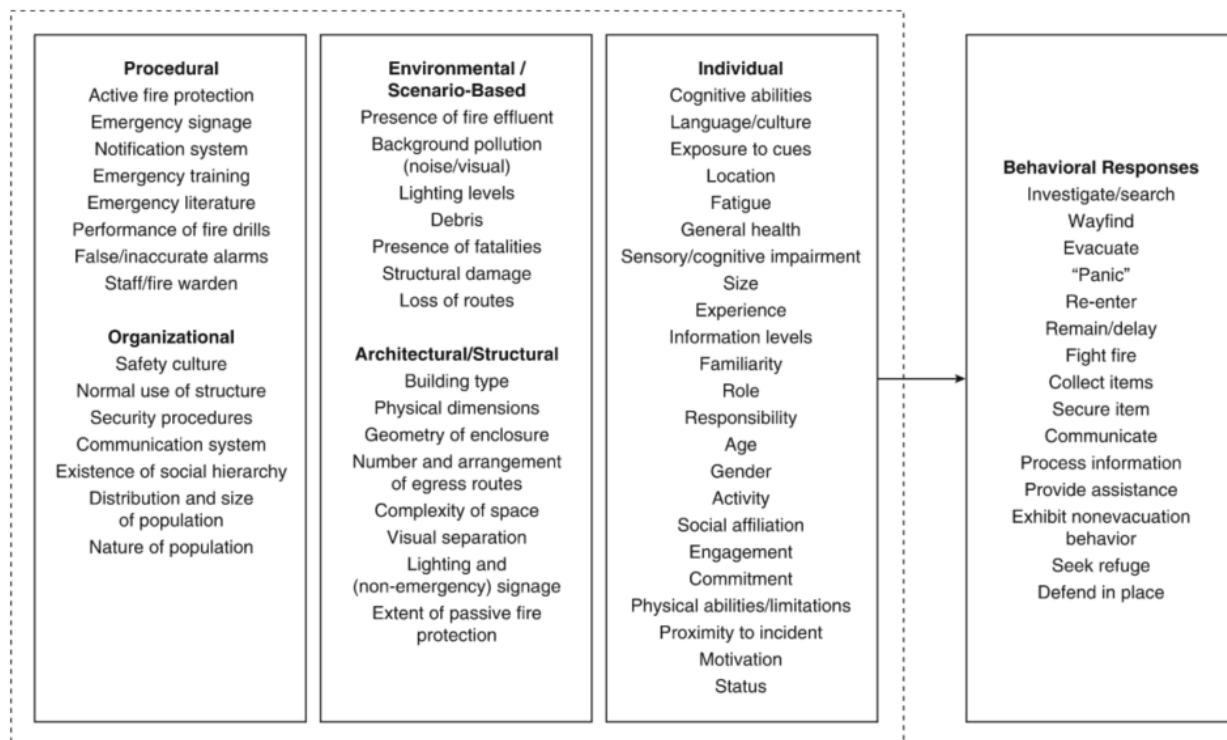 Procedural
Active fire protection
Emergency signage
Notification system
Emergency training
Emergency literature
Performance of fire drills
False/inaccurate alarms
Staff/fire warden
Organizational
Safety culture
Normal use of structure
Security procedures
Communication system
Existence of social hierarchy
Distribution and size
of population
Nature of population
Environmental /
Scenario-Based
Presence of fire effluent
Background pollution
(noise/visual)
Lighting levels
Debris
Presence of fatalities
Structural damage
Loss of routes
Architectural/Structural
Building type
Physical dimensions
Geometry of enclosure
Number and arrangement
of egress routes
Complexity of space
Visual separation
Lighting and
(non-emergency) signage
Extent of passive fire
protection
Individual
Cognitive abilities
Language/culture
Exposure to cues
Location
Fatigue
General health
Sensory/cognitive impairment
Size
Experience
Information levels
Familiarity
Role
Responsibility
Age
Gender
Activity
Social affiliation
Engagement
Commitment
Physical abilities/limitations
Proximity to incident
Motivation
Status
Behavioral Responses
Investigate/search
Wayfind
Evacuate
“Panic”
Re-enter
Remain/delay
Fight fire
Collect items
Secure item
Communicate
Process information
Provide assistance
Exhibit nonevacuation
behavior
Seek refuge
Defend in place